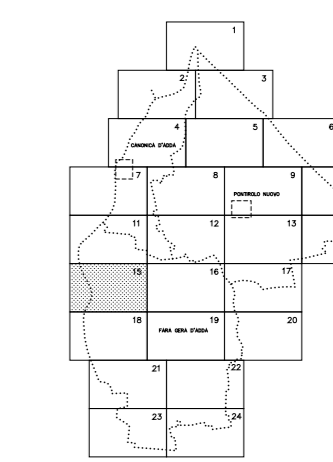 1
2 3
4 5 6
CANONICA D'ADDA
7 8 9
PONTIROLO NUOVO
11 12 13
15 16 17
18 19 20
FARA GERA D'ADDA
21 22
23 24